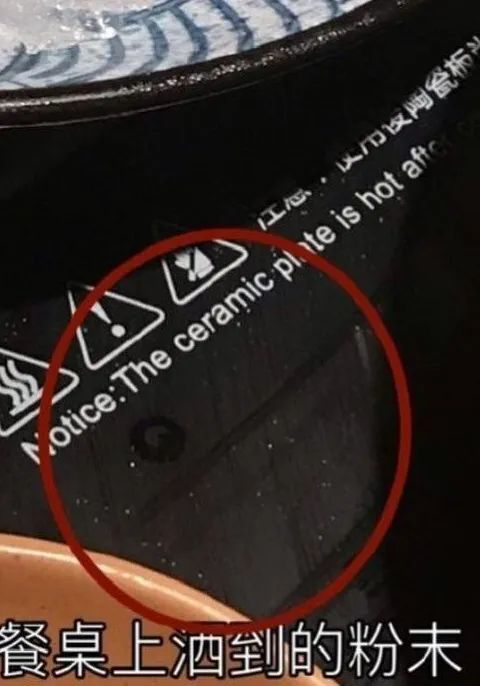 注意：使用後陶瓷板
Notice:The ceramic plate is hot after
餐桌上洒到的粉末